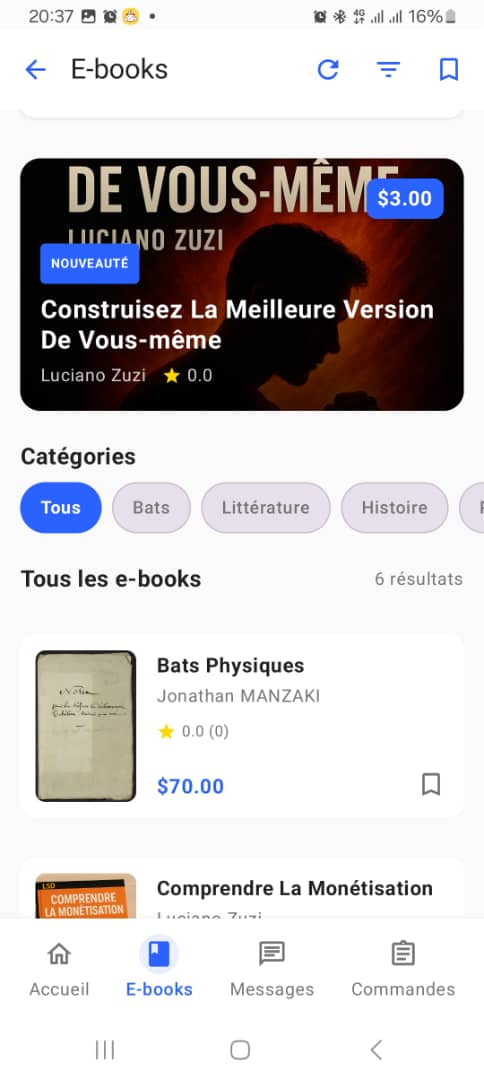 20:37
4G
16%
E-books
DE VOUS-MÊME
$3.00
LUCIANO ZUZI
NOUVEAUTÉ
Construisez La Meilleure Version
De Vous-même
Luciano Zuzi 0.0
Catégories
Tous Bats Littérature Histoire
Tous les e-books 6 résultats
Bats Physiques
Jonathan MANZAKI
0.0 (0)
$70.00
LSD
COMPRENDRE
LA MONÉTISATION
Comprendre La Monétisation
Luciano Zuzi
Accueil E-books Messages Commandes